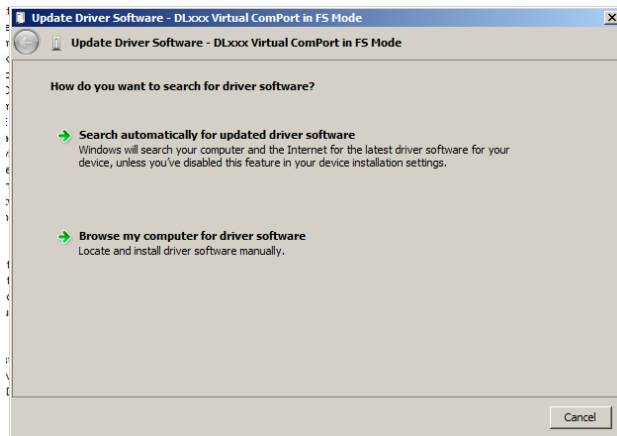 Update Driver Software - DLxxx Virtual ComPort in FS Mode
Update Driver Software - DLxxx Virtual ComPort in FS Mode
How do you want to search for driver software?
Search automatically for updated driver software
Windows will search your computer and the Internet for the latest driver software for your
device, unless you've disabled this feature in your device installation settings.
Browse my computer for driver software
Locate and install driver software manually.
Cancel